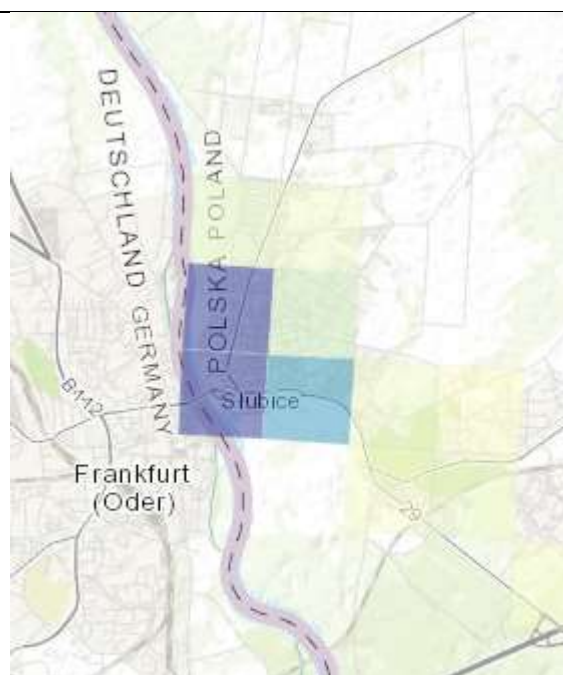 DEUTSCHLAND GERMANY
POLSKA POLAND
B112
Słubice
Frankfurt
(Oder)
29